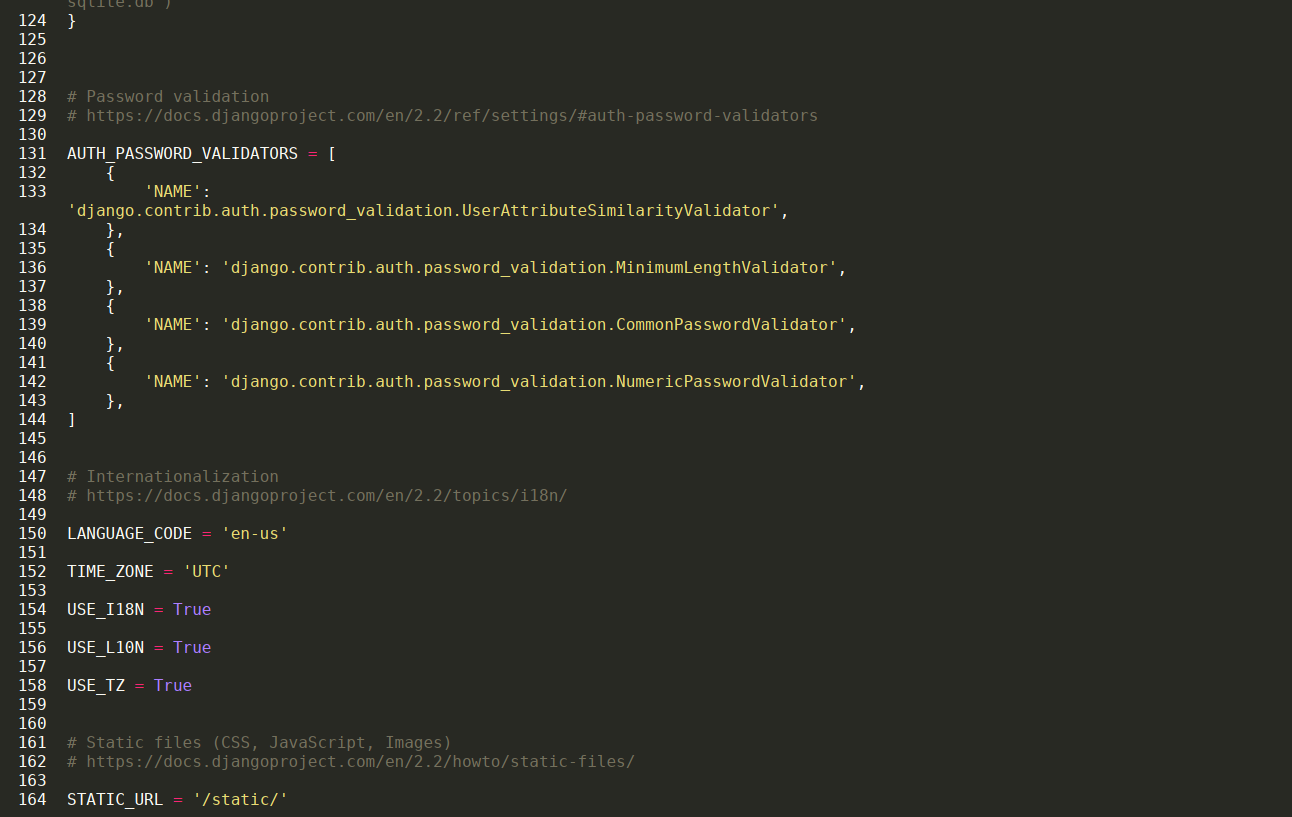 sqlite.db')
124 }
125
126
127
128 # Password validation
129 # https://docs.djangoproject.com/en/2.2/ref/settings/#auth-password-validators
130
131 AUTH_PASSWORD_VALIDATORS = [
132     {
133         'NAME':
'django.contrib.auth.password_validation.UserAttributeSimilarityValidator',
134     },
135     {
136         'NAME': 'django.contrib.auth.password_validation.MinimumLengthValidator',
137     },
138     {
139         'NAME': 'django.contrib.auth.password_validation.CommonPasswordValidator',
140     },
141     {
142         'NAME': 'django.contrib.auth.password_validation.NumericPasswordValidator',
143     },
144 ]
145
146
147 # Internationalization
148 # https://docs.djangoproject.com/en/2.2/topics/i18n/
149
150 LANGUAGE_CODE = 'en-us'
151
152 TIME_ZONE = 'UTC'
153
154 USE_I18N = True
155
156 USE_L10N = True
157
158 USE_TZ = True
159
160
161 # Static files (CSS, JavaScript, Images)
162 # https://docs.djangoproject.com/en/2.2/howto/static-files/
163
164 STATIC_URL = '/static/'